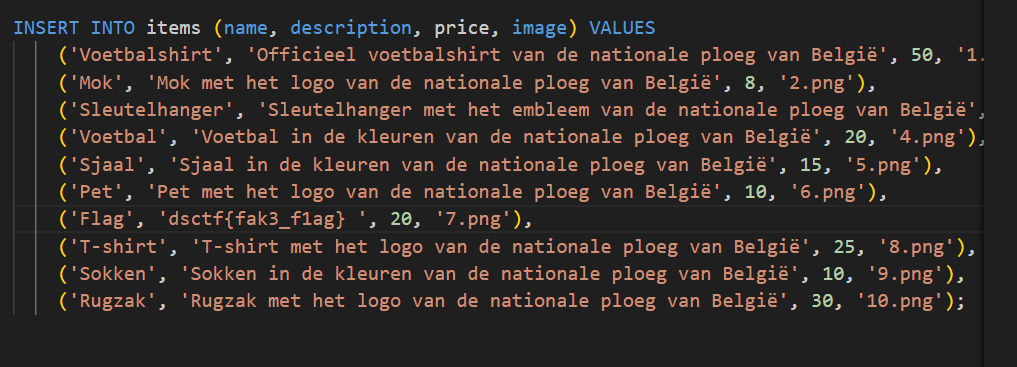 INSERT INTO items (name, description, price, image) VALUES
('Voetbalshirt', 'Officieel voetbalshirt van de nationale ploeg van België', 50, '1.
('Mok', 'Mok met het logo van de nationale ploeg van België', 8, '2.png'),
('Sleutelhanger', 'Sleutelhanger met het embleem van de nationale ploeg van België',
('Voetbal', 'Voetbal in de kleuren van de nationale ploeg van België', 20, '4.png'),
('Sjaal', 'Sjaal in de kleuren van de nationale ploeg van België', 15, '5.png'),
('Pet', 'Pet met het logo van de nationale ploeg van België', 10, '6.png'),
('Flag', 'dsctf{fak3_f1ag} ', 20, '7.png'),
('T-shirt', 'T-shirt met het logo van de nationale ploeg van België', 25, '8.png'),
('Sokken', 'Sokken in de kleuren van de nationale ploeg van België', 10, '9.png'),
('Rugzak', 'Rugzak met het logo van de nationale ploeg van België', 30, '10.png');